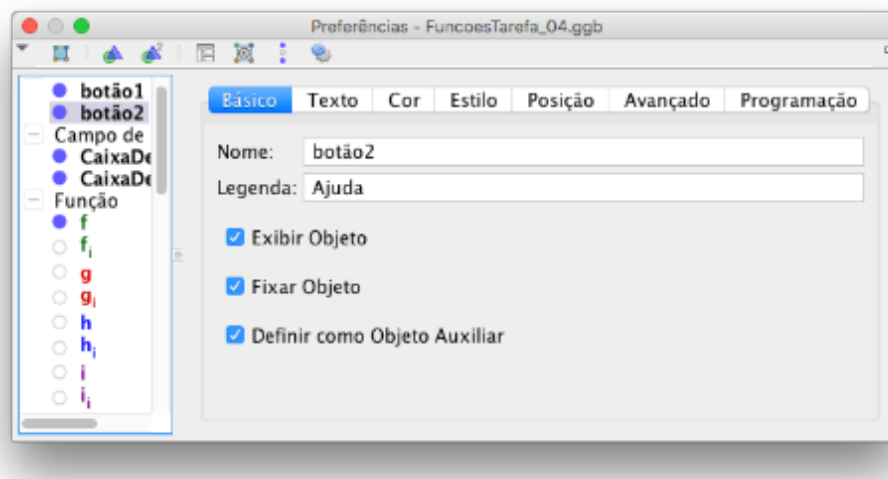 Preferências - FuncoesTarefa_04.ggb
botão1
botão2
Campo de
CaixaDe
CaixaDe
Função
f
fi
g
gi
h
hi
i
ii
Básico Texto Cor Estilo Posição Avançado Programação
Nome: botão2
Legenda: Ajuda
Exibir Objeto
Fixar Objeto
Definir como Objeto Auxiliar